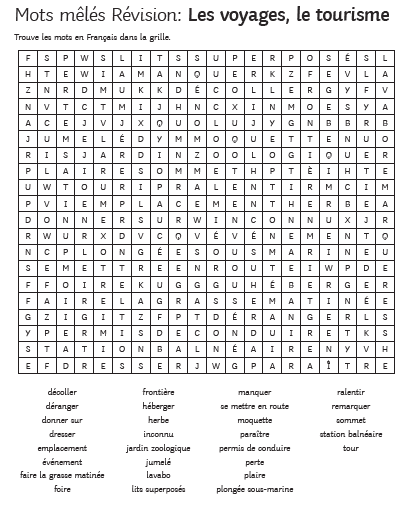 Mots mêlés Révision: Les voyages, le tourisme
Trouve les mots en Français dans la grille.
F S P W S L I T S S U P E R P O S É S L
H T E W I A M A N Q U E R K Z F E V L A
Z N R D M U K K D É C O L L E R G Y F V
N V T C T M I J H N C X I N M O E S Y A
A C E J V J X Q U O L U J Y G N B B R B
J U M E L É D Y M M O Q U E T T E N U O
R I S J A R D I N Z O O L O G I Q U E R
P L A I R E S O M M E T H P T È I H T E
U W T O U R I P R A L E N T I R M C I M
P V I E M P L A C E M E N T H E R B E A
D O N N E R S U R W I N C O N N U X J R
R W U R X D V C Q V É V É N E M E N T Q
N C P L O N G É E S O U S M A R I N E U
S E M E T T R E E N R O U T E I W P D E
F F O I R E K U G G G U H É B E R G E R
F A I R E L A G R A S S E M A T I N É E
G Z I G I T Z F P T D É R A N G E R L S
Y P E R M I S D E C O N D U I R E T K S
S T A T I O N B A L N É A I R E N Y V H
E F D R E S S E R J W G P A R A Î T R E
décoller frontière manquer ralentir
déranger héberger se mettre en route remarquer
donner sur herbe moquette sommet
dresser inconnu paraître station balnéaire
emplacement jardin zoologique permis de conduire tour
événement jumelé perte
faire la grasse matinée lavabo plaire
foire lits superposés plongée sous-marine